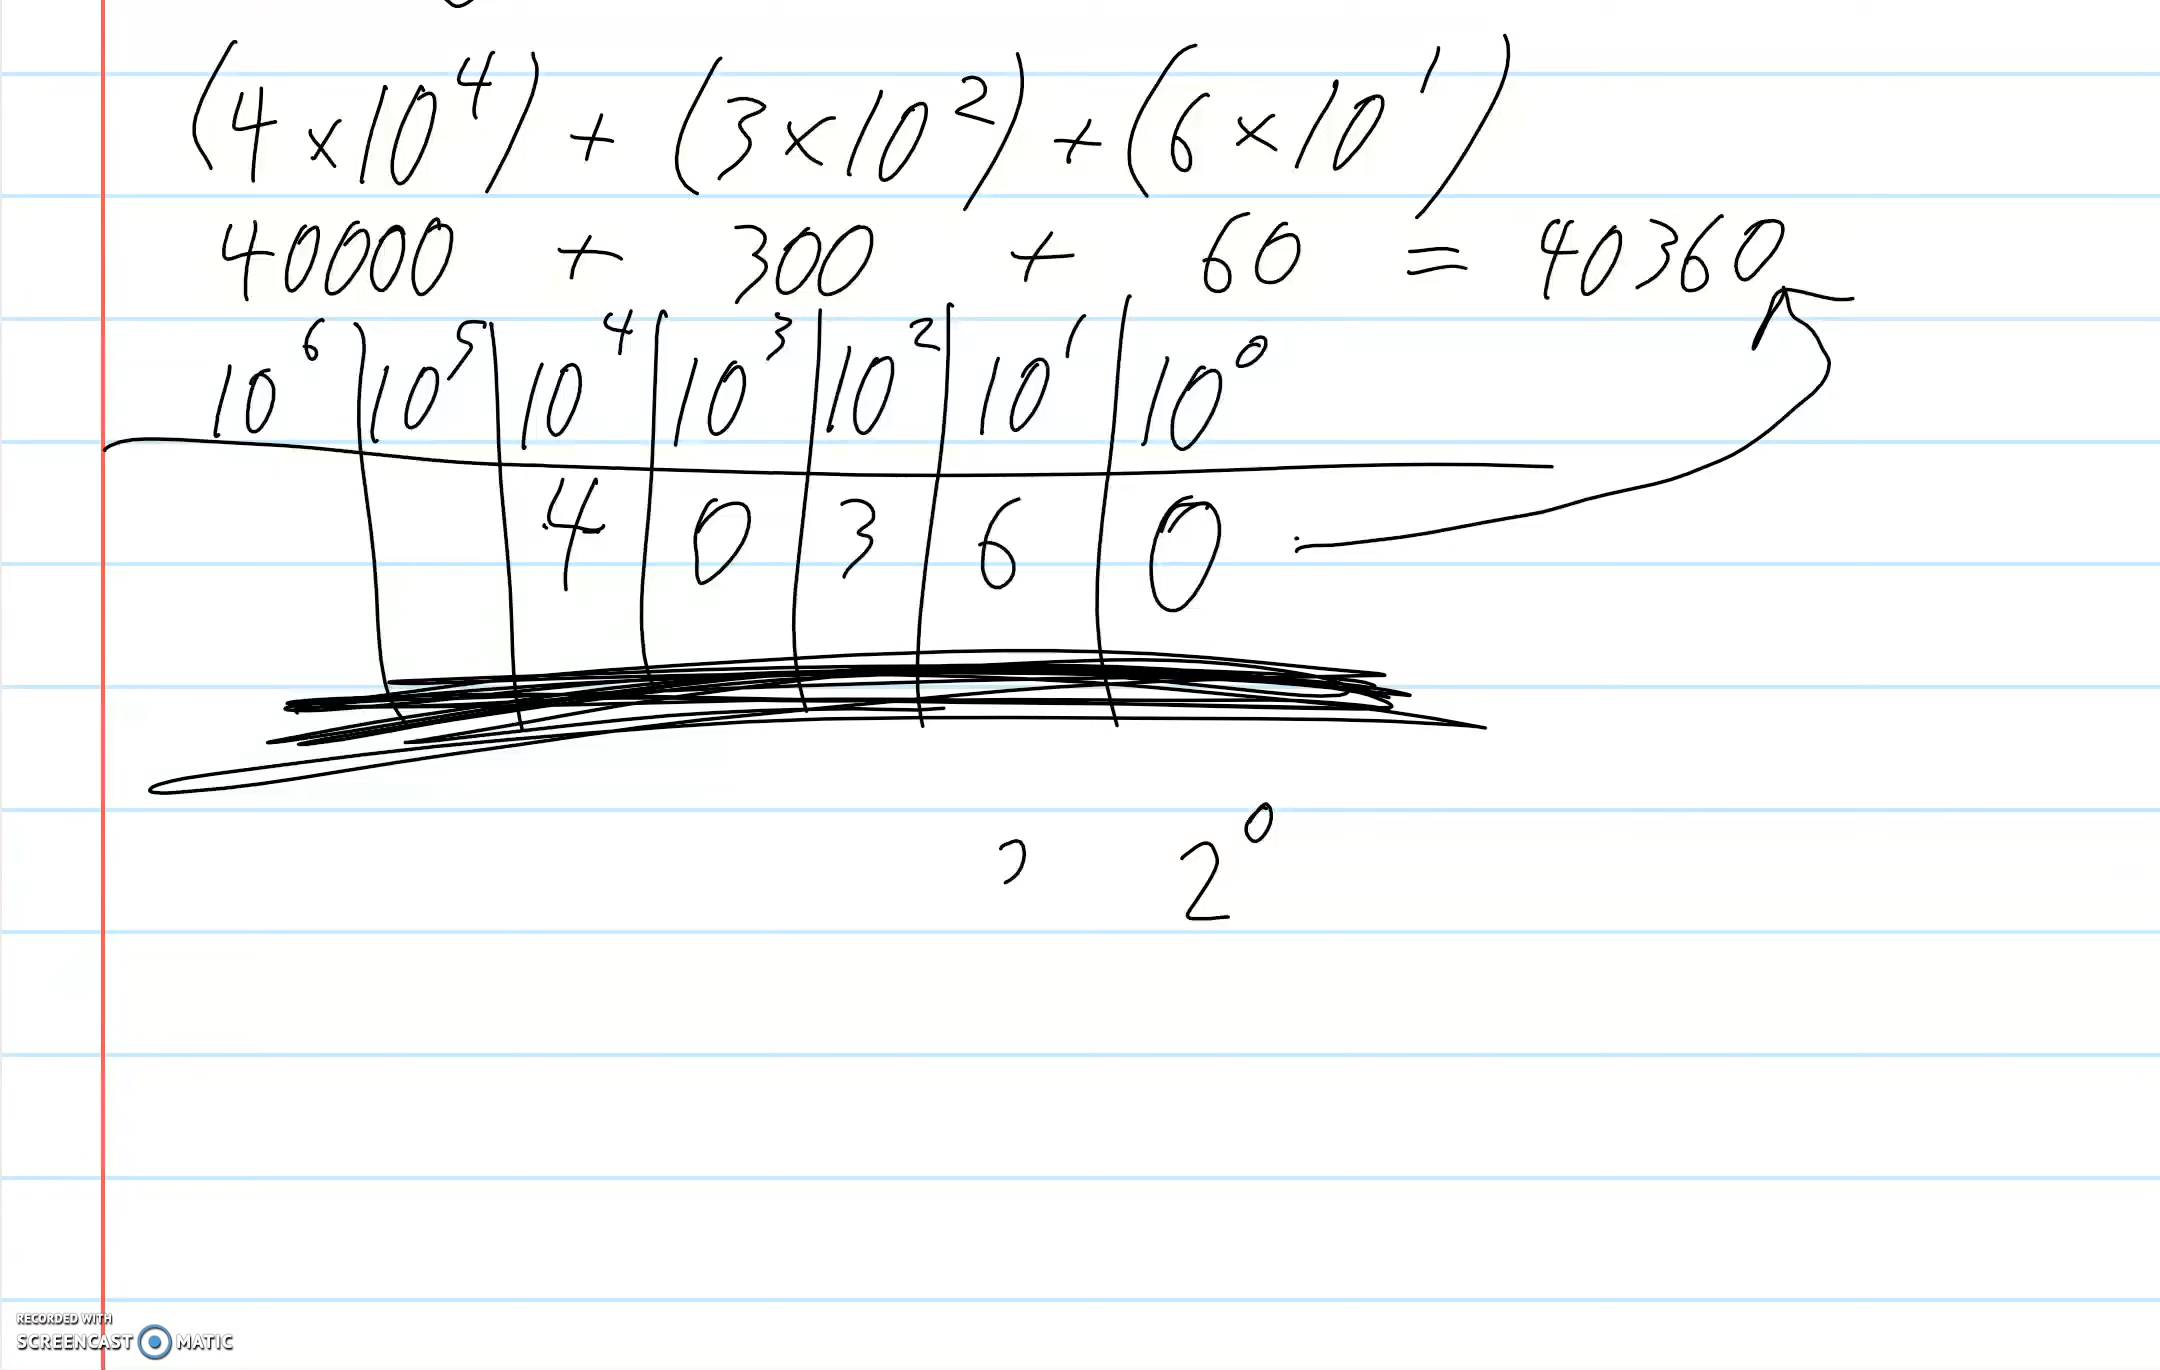 (4 × 10⁴) + (3 × 10²) + (6 × 10¹)
40000 + 300 + 60 = 40360
10⁶ | 10⁵ | 10⁴ | 10³ | 10² | 10¹ | 10⁰
4 | 0 | 3 | 6 | 0
2⁰
RECORDED WITH
SCREENCAST MATIC